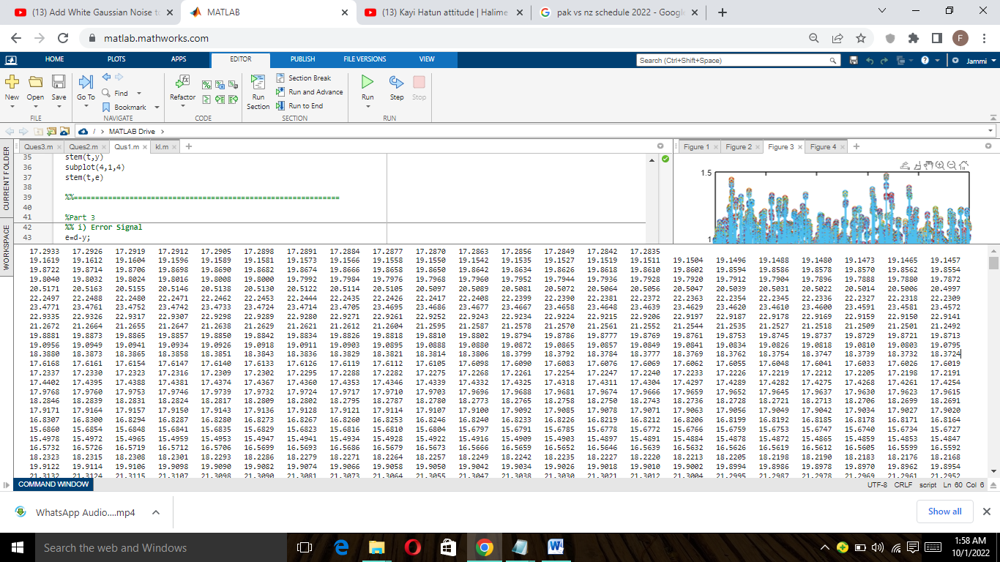 (13) Add White Gaussian Noise to
MATLAB
(13) Kayi Hatun attitude | Halime
pak vs nz schedule 2022 - Google
matlab.mathworks.com
F
HOME PLOTS APPS EDITOR PUBLISH FILE VERSIONS VIEW
Search (Ctrl+Shift+Space)
Jammi
New Open Save
FILE
Go To Find Bookmark
NAVIGATE
Refactor
CODE
Run Section
Section Break
Run and Advance
Run to End
SECTION
Run Step Stop
RUN
/ > MATLAB Drive >
CURRENT FOLDER
WORKSPACE
Ques3.m Ques2.m Qus1.m kl.m
Figure 1 Figure 2 Figure 3 Figure 4
35 stem(t,y)
36 subplot(4,1,4)
37 stem(t,e)
38
39 %%==============================================================
40
41 %Part 3
42 %% i) Error Signal
43 e=d-y;
1.5
17.2933 17.2926 17.2919 17.2912 17.2905 17.2898 17.2891 17.2884 17.2877 17.2870 17.2863 17.2856 17.2849 17.2842 17.2835
19.1619 19.1612 19.1604 19.1596 19.1589 19.1581 19.1573 19.1566 19.1558 19.1550 19.1542 19.1535 19.1527 19.1519 19.1511 19.1504 19.1496 19.1488 19.1480 19.1473 19.1465 19.1457
19.8722 19.8714 19.8706 19.8698 19.8690 19.8682 19.8674 19.8666 19.8658 19.8650 19.8642 19.8634 19.8626 19.8618 19.8610 19.8602 19.8594 19.8586 19.8578 19.8570 19.8562 19.8554
19.8040 19.8032 19.8024 19.8016 19.8008 19.8000 19.7992 19.7984 19.7976 19.7968 19.7960 19.7952 19.7944 19.7936 19.7928 19.7920 19.7912 19.7904 19.7896 19.7888 19.7880 19.7872
20.5171 20.5163 20.5155 20.5146 20.5138 20.5130 20.5122 20.5114 20.5105 20.5097 20.5089 20.5081 20.5072 20.5064 20.5056 20.5047 20.5039 20.5031 20.5022 20.5014 20.5006 20.4997
22.2497 22.2488 22.2480 22.2471 22.2462 22.2453 22.2444 22.2435 22.2426 22.2417 22.2408 22.2399 22.2390 22.2381 22.2372 22.2363 22.2354 22.2345 22.2336 22.2327 22.2318 22.2309
23.4771 23.4761 23.4752 23.4742 23.4733 23.4724 23.4714 23.4705 23.4695 23.4686 23.4677 23.4667 23.4658 23.4648 23.4639 23.4629 23.4620 23.4610 23.4600 23.4591 23.4581 23.4572
22.9335 22.9326 22.9317 22.9307 22.9298 22.9289 22.9280 22.9271 22.9261 22.9252 22.9243 22.9234 22.9224 22.9215 22.9206 22.9197 22.9187 22.9178 22.9169 22.9159 22.9150 22.9141
21.2672 21.2664 21.2655 21.2647 21.2638 21.2629 21.2621 21.2612 21.2604 21.2595 21.2587 21.2578 21.2570 21.2561 21.2552 21.2544 21.2535 21.2527 21.2518 21.2509 21.2501 21.2492
19.8881 19.8873 19.8865 19.8857 19.8850 19.8842 19.8834 19.8826 19.8818 19.8810 19.8802 19.8794 19.8786 19.8777 19.8769 19.8761 19.8753 19.8745 19.8737 19.8729 19.8721 19.8713
19.0956 19.0949 19.0941 19.0934 19.0926 19.0918 19.0911 19.0903 19.0895 19.0888 19.0880 19.0872 19.0865 19.0857 19.0849 19.0841 19.0834 19.0826 19.0818 19.0810 19.0803 19.0795
18.3880 18.3873 18.3865 18.3858 18.3851 18.3843 18.3836 18.3829 18.3821 18.3814 18.3806 18.3799 18.3792 18.3784 18.3777 18.3769 18.3762 18.3754 18.3747 18.3739 18.3732 18.3724
17.6168 17.6161 17.6154 17.6147 17.6140 17.6133 17.6126 17.6119 17.6112 17.6105 17.6098 17.6090 17.6083 17.6076 17.6069 17.6062 17.6055 17.6048 17.6041 17.6033 17.6026 17.6019
17.2337 17.2330 17.2323 17.2316 17.2309 17.2302 17.2295 17.2288 17.2282 17.2275 17.2268 17.2261 17.2254 17.2247 17.2240 17.2233 17.2226 17.2219 17.2212 17.2205 17.2198 17.2191
17.4402 17.4395 17.4388 17.4381 17.4374 17.4367 17.4360 17.4353 17.4346 17.4339 17.4332 17.4325 17.4318 17.4311 17.4304 17.4297 17.4289 17.4282 17.4275 17.4268 17.4261 17.4254
17.9768 17.9760 17.9753 17.9746 17.9739 17.9732 17.9724 17.9717 17.9710 17.9703 17.9696 17.9688 17.9681 17.9674 17.9666 17.9659 17.9652 17.9645 17.9637 17.9630 17.9623 17.9615
18.2846 18.2839 18.2831 18.2824 18.2817 18.2809 18.2802 18.2795 18.2787 18.2780 18.2773 18.2765 18.2758 18.2750 18.2743 18.2736 18.2728 18.2721 18.2713 18.2706 18.2699 18.2691
17.9171 17.9164 17.9157 17.9150 17.9143 17.9136 17.9128 17.9121 17.9114 17.9107 17.9100 17.9092 17.9085 17.9078 17.9071 17.9063 17.9056 17.9049 17.9042 17.9034 17.9027 17.9020
16.8307 16.8300 16.8294 16.8287 16.8280 16.8273 16.8267 16.8260 16.8253 16.8246 16.8240 16.8233 16.8226 16.8219 16.8212 16.8206 16.8199 16.8192 16.8185 16.8178 16.8171 16.8164
15.6860 15.6854 15.6848 15.6841 15.6835 15.6829 15.6823 15.6816 15.6810 15.6804 15.6797 15.6791 15.6785 15.6778 15.6772 15.6766 15.6759 15.6753 15.6747 15.6740 15.6734 15.6727
15.4978 15.4972 15.4965 15.4959 15.4953 15.4947 15.4941 15.4934 15.4928 15.4922 15.4916 15.4909 15.4903 15.4897 15.4891 15.4884 15.4878 15.4872 15.4865 15.4859 15.4853 15.4847
16.5732 16.5726 16.5719 16.5712 16.5706 16.5699 16.5693 16.5686 16.5679 16.5673 16.5666 16.5659 16.5652 16.5646 16.5639 16.5632 16.5626 16.5619 16.5612 16.5605 16.5599 16.5592
18.2323 18.2315 18.2308 18.2301 18.2293 18.2286 18.2279 18.2271 18.2264 18.2257 18.2249 18.2242 18.2235 18.2227 18.2220 18.2213 18.2205 18.2198 18.2190 18.2183 18.2176 18.2168
19.9122 19.9114 19.9106 19.9098 19.9090 19.9082 19.9074 19.9066 19.9058 19.9050 19.9042 19.9034 19.9026 19.9018 19.9010 19.9002 19.8994 19.8986 19.8978 19.8970 19.8962 19.8954
21.3132 21.3124 21.3115 21.3107 21.3098 21.3090 21.3081 21.3073 21.3064 21.3055 21.3047 21.3038 21.3030 21.3021 21.3012 21.3004 21.2995 21.2987 21.2978 21.2969 21.2961 21.2952
COMMAND WINDOW
UTF-8 CRLF script Ln 60 Col 6
WhatsApp Audio....mp4
Show all
Search the web and Windows
1:58 AM
10/1/2022